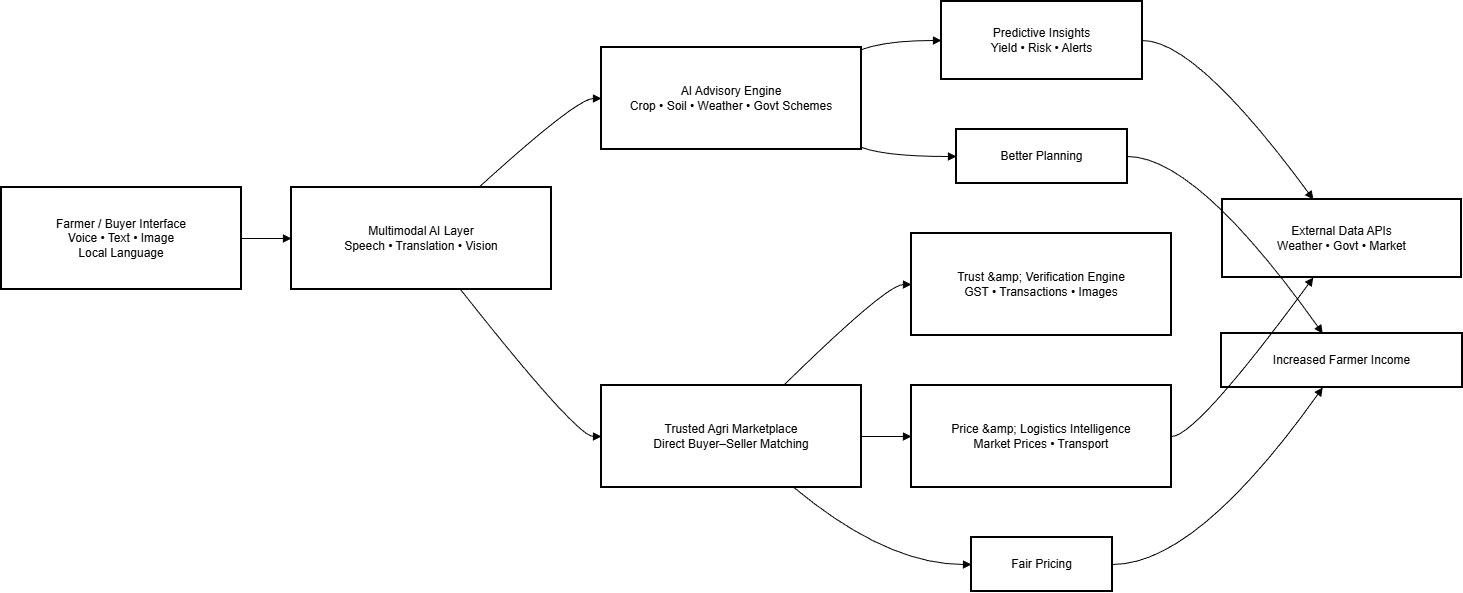 Farmer / Buyer Interface
Voice • Text • Image
Local Language
Multimodal AI Layer
Speech • Translation • Vision
AI Advisory Engine
Crop • Soil • Weather • Govt Schemes
Trusted Agri Marketplace
Direct Buyer–Seller Matching
Predictive Insights
Yield • Risk • Alerts
Better Planning
Trust &amp; Verification Engine
GST • Transactions • Images
Price &amp; Logistics Intelligence
Market Prices • Transport
Fair Pricing
External Data APIs
Weather • Govt • Market
Increased Farmer Income